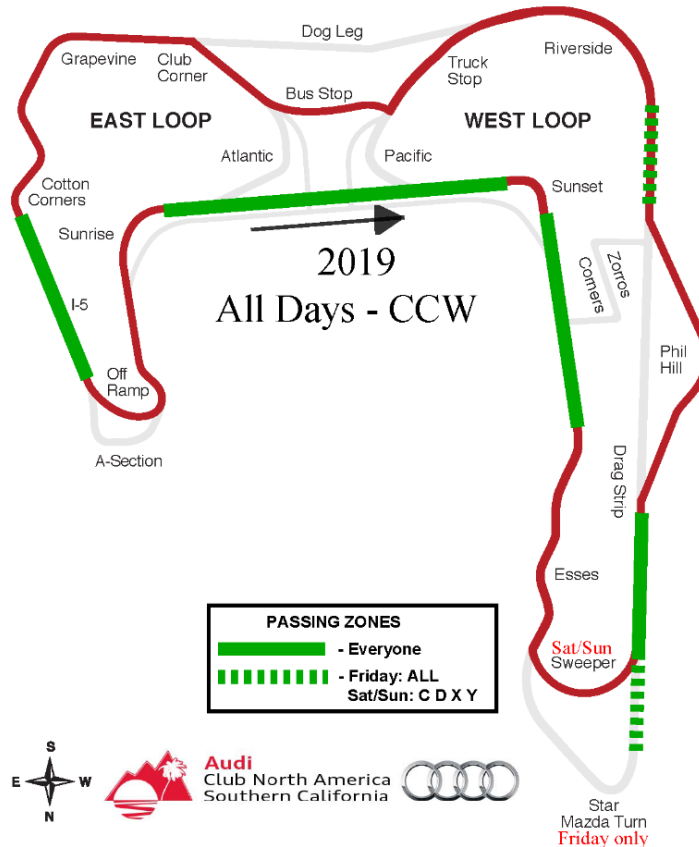 Dog Leg
Riverside
Grapevine
Club
Corner
Truck
Stop
Bus Stop
EAST LOOP
WEST LOOP
Atlantic
Pacific
Cotton
Corners
Sunset
Sunrise
2019
All Days - CCW
Zorros
Corners
I-5
Phil
Hill
Off
Ramp
A-Section
Drag Strip
Esses
PASSING ZONES
- Everyone
- Friday: ALL
Sat/Sun: C D X Y
Sat/Sun
Sweeper
S
E
W
N
Audi
Club North America
Southern California
Star
Mazda Turn
Friday only